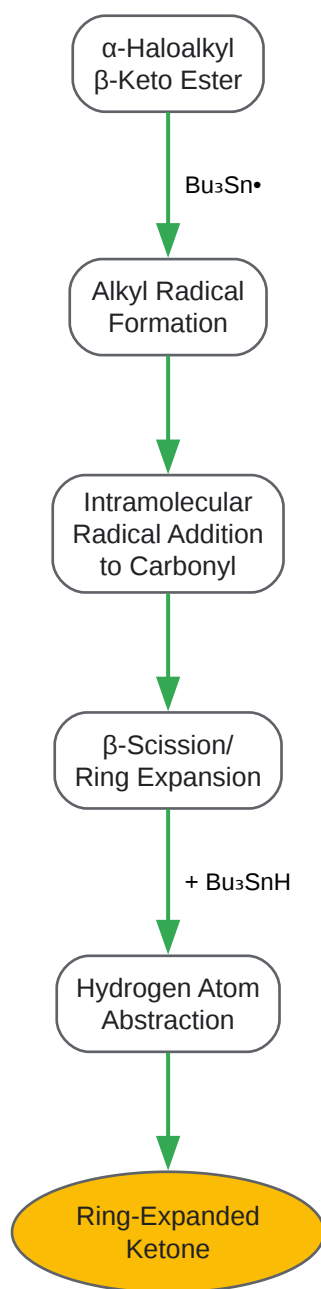 α-Haloalkyl
β-Keto Ester
Bu₃Sn•
Alkyl Radical
Formation
Intramolecular
Radical Addition
to Carbonyl
β-Scission/
Ring Expansion
+ Bu₃SnH
Hydrogen Atom
Abstraction
Ring-Expanded
Ketone